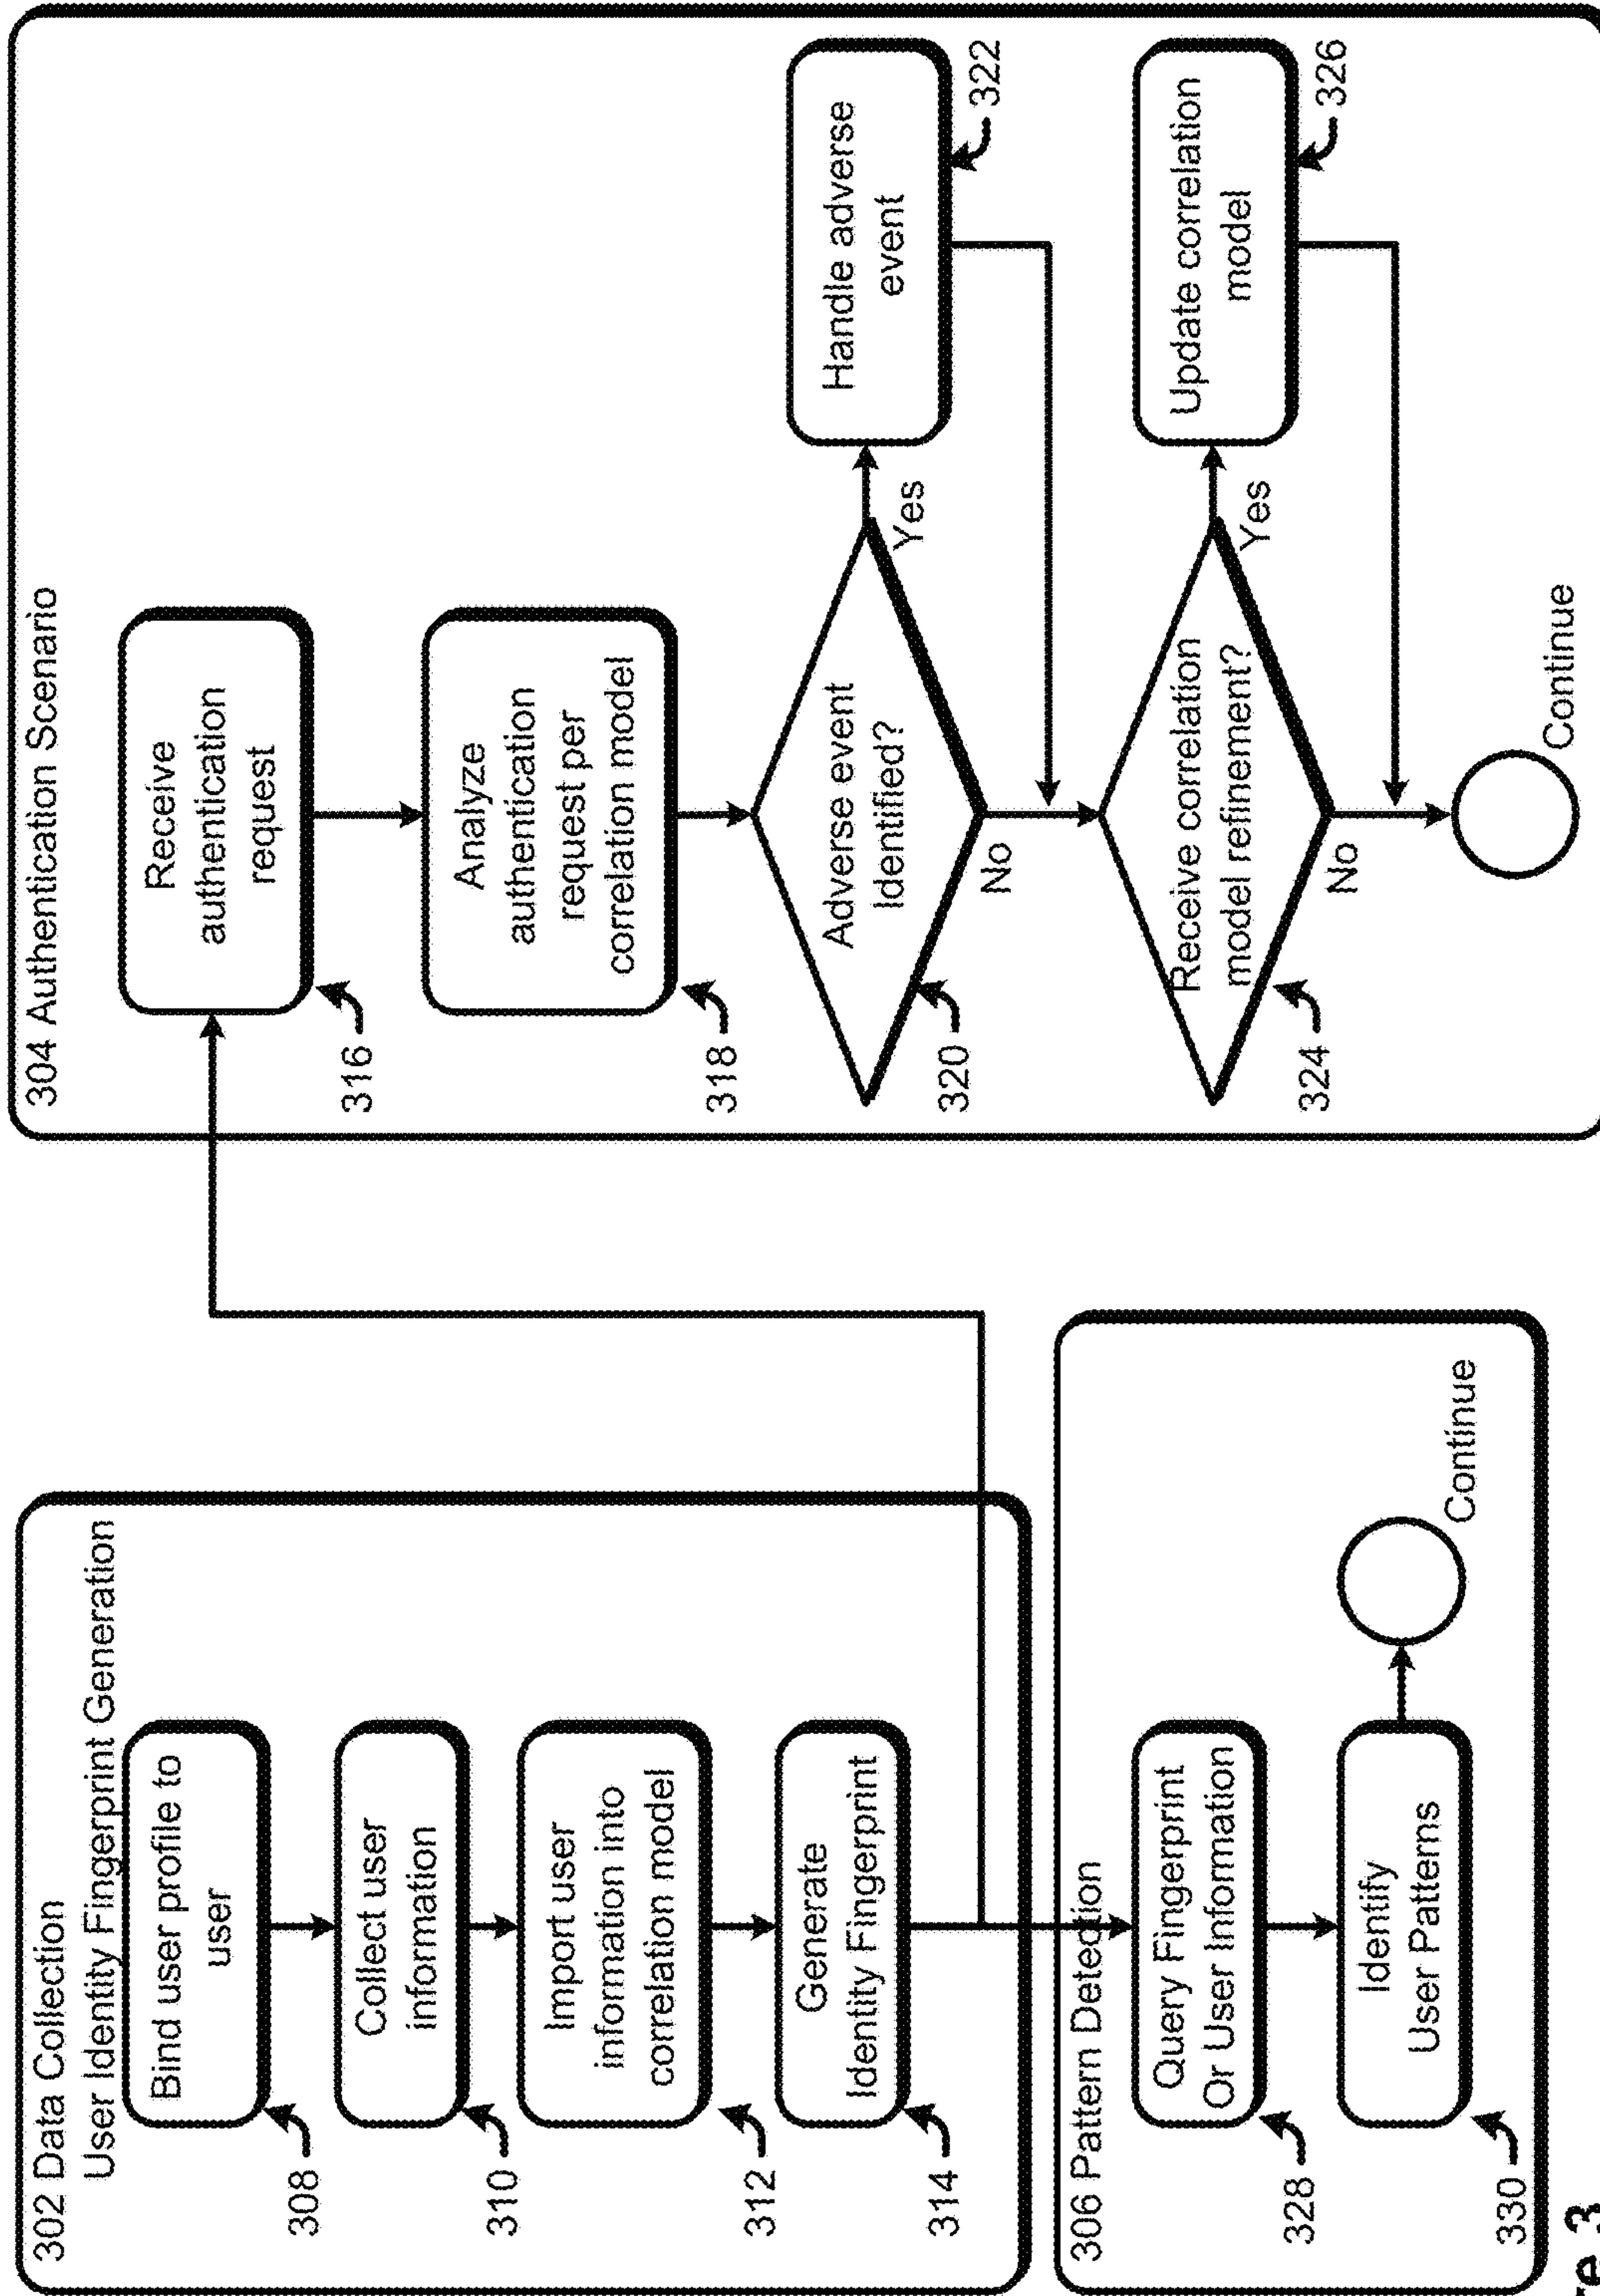 302 Data Collection
User Identity Fingerprint Generation
Bind user profile to
user
308
Collect user
information
310
Import user
information into
correlation model
312
Generate
Identity Fingerprint
314
306 Pattern Detection
Query Fingerprint
Or User Information
328
Identify
User Patterns
330
Continue
304 Authentication Scenario
Receive
authentication
request
316
Analyze
authentication
request per
correlation model
318
Adverse event
Identified?
320
Yes
No
Handle adverse
event
322
Receive correlation
model refinement?
324
Yes
No
Update correlation
model
326
Continue